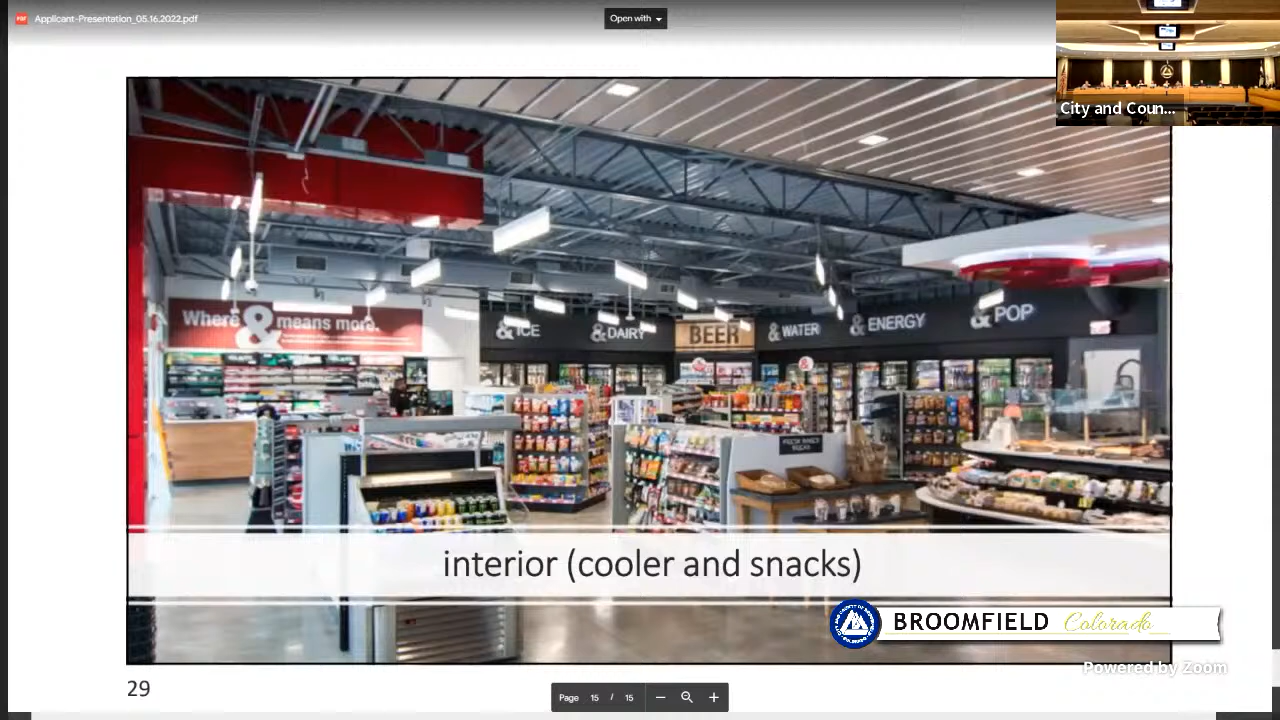 Applicant-Presentation_05.16.2022.pdf
Open with
City and Coun...
Where & means more.
& ICE
& DAIRY
BEER
& WATER
& ENERGY
& POP
interior (cooler and snacks)
BROOMFIELD Colorado
Powered by Zoom
29
Page 15 / 15